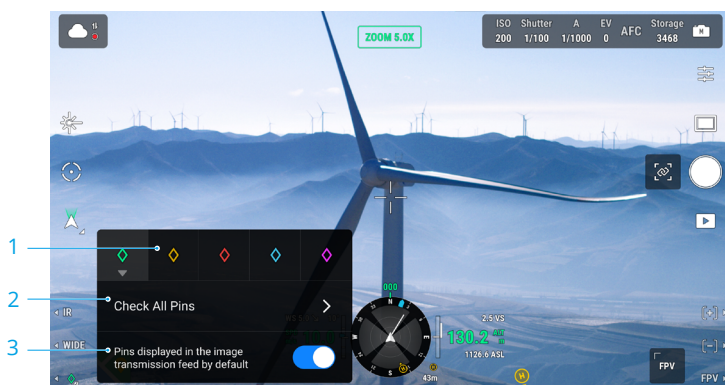 ZOOM 5.0X
ISO Shutter A EV Storage
200 1/100 1/1000 0 AFC 3468 M
1
2
3
Check All Pins
Pins displayed in the image
transmission feed by default
IR
WIDE
000
N
E
S
W
2.5 VS
130.2 Alt
m
1126.6 ASL
43m
H
H
[+]
[−]
FPV
FPV